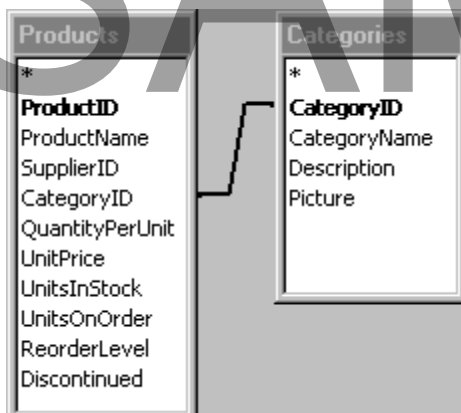 Products
*
ProductID
ProductName
SupplierID
CategoryID
QuantityPerUnit
UnitPrice
UnitsInStock
UnitsOnOrder
ReorderLevel
Discontinued
Categories
*
CategoryID
CategoryName
Description
Picture